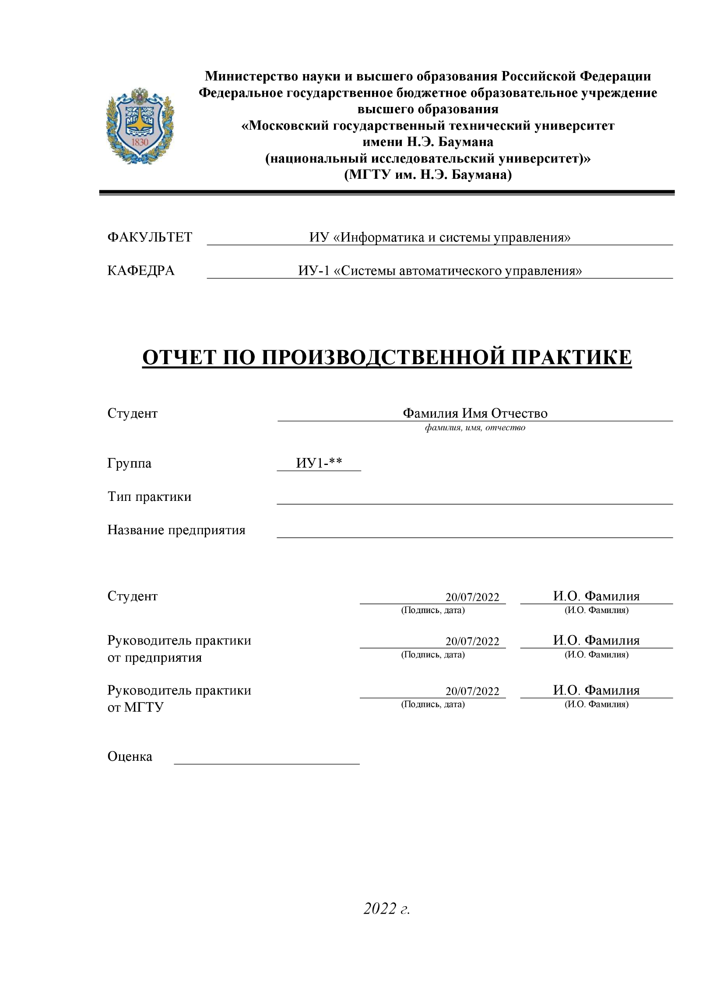 Министерство науки и высшего образования Российской Федерации
Федеральное государственное бюджетное образовательное учреждение
высшего образования
«Московский государственный технический университет
имени Н.Э. Баумана
(национальный исследовательский университет)»
(МГТУ им. Н.Э. Баумана)
МГТУ
1830
ФАКУЛЬТЕТ ИУ «Информатика и системы управления»
КАФЕДРА ИУ-1 «Системы автоматического управления»
ОТЧЕТ ПО ПРОИЗВОДСТВЕННОЙ ПРАКТИКЕ
Студент Фамилия Имя Отчество
фамилия, имя, отчество
Группа ИУ1-**
Тип практики
Название предприятия
Студент 20/07/2022 И.О. Фамилия
(Подпись, дата) (И.О. Фамилия)
Руководитель практики 20/07/2022 И.О. Фамилия
от предприятия (Подпись, дата) (И.О. Фамилия)
Руководитель практики 20/07/2022 И.О. Фамилия
от МГТУ (Подпись, дата) (И.О. Фамилия)
Оценка
2022 г.